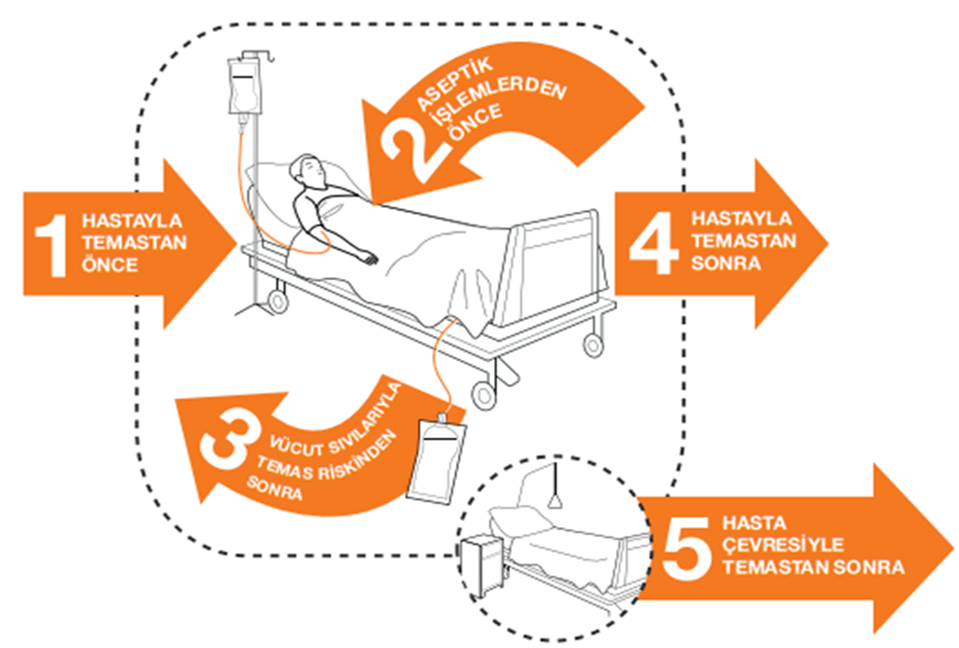 1
HASTAYLA
TEMASTAN
ÖNCE
2
ASEPTİK
İŞLEMLERDEN
ÖNCE
3
VÜCUT SIVILARIYLA
TEMAS RİSKİNDEN
SONRA
4
HASTAYLA
TEMASTAN
SONRA
5
HASTA
ÇEVRESİYLE
TEMASTAN SONRA